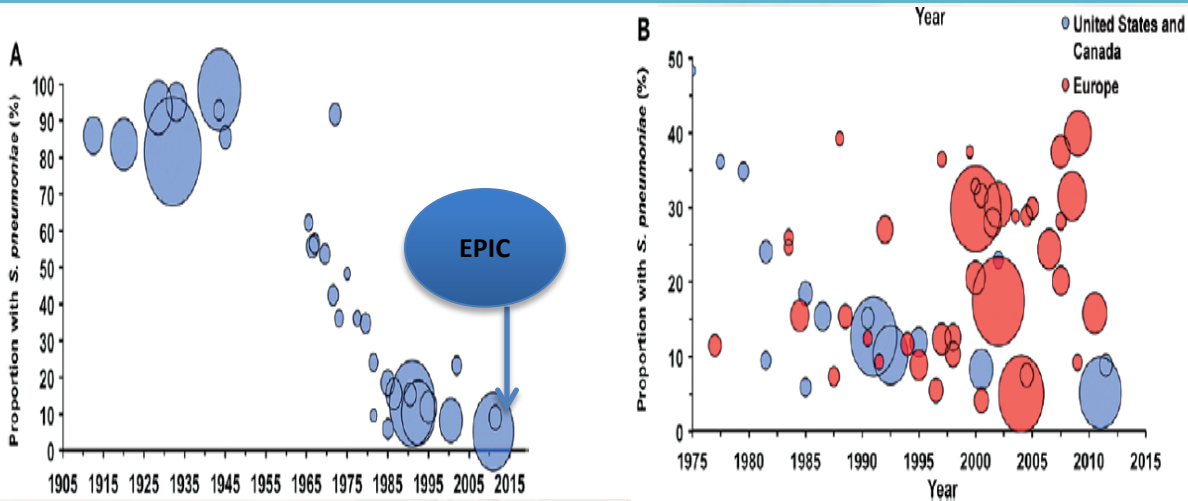 A
Proportion with S. pneumoniae (%)
100
90
80
70
60
50
40
30
20
10
0
1905 1915 1925 1935 1945 1955 1965 1975 1985 1995 2005 2015
EPIC
B
Year
United States and
Canada
Europe
Proportion with S. pneumoniae (%)
50
40
30
20
10
0
1975 1980 1985 1990 1995 2000 2005 2010 2015
Year